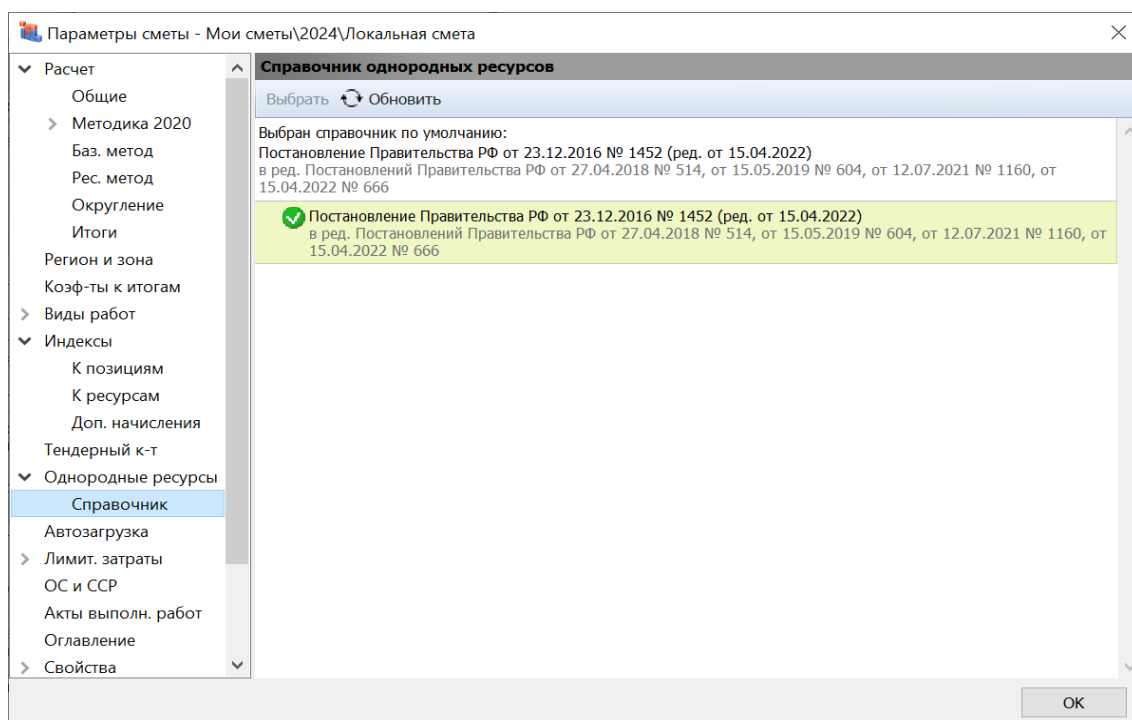 Параметры сметы - Мои сметы\2024\Локальная смета
Расчет
Общие
Методика 2020
Баз. метод
Рес. метод
Округление
Итоги
Регион и зона
Коэф-ты к итогам
Виды работ
Индексы
К позициям
К ресурсам
Доп. начисления
Тендерный к-т
Однородные ресурсы
Справочник
Автозагрузка
Лимит. затраты
ОС и ССР
Акты выполн. работ
Оглавление
Свойства
Справочник однородных ресурсов
Выбрать Обновить
Выбран справочник по умолчанию:
Постановление Правительства РФ от 23.12.2016 № 1452 (ред. от 15.04.2022)
в ред. Постановлений Правительства РФ от 27.04.2018 № 514, от 15.05.2019 № 604, от 12.07.2021 № 1160, от
15.04.2022 № 666
Постановление Правительства РФ от 23.12.2016 № 1452 (ред. от 15.04.2022)
в ред. Постановлений Правительства РФ от 27.04.2018 № 514, от 15.05.2019 № 604, от 12.07.2021 № 1160, от
15.04.2022 № 666
ОК